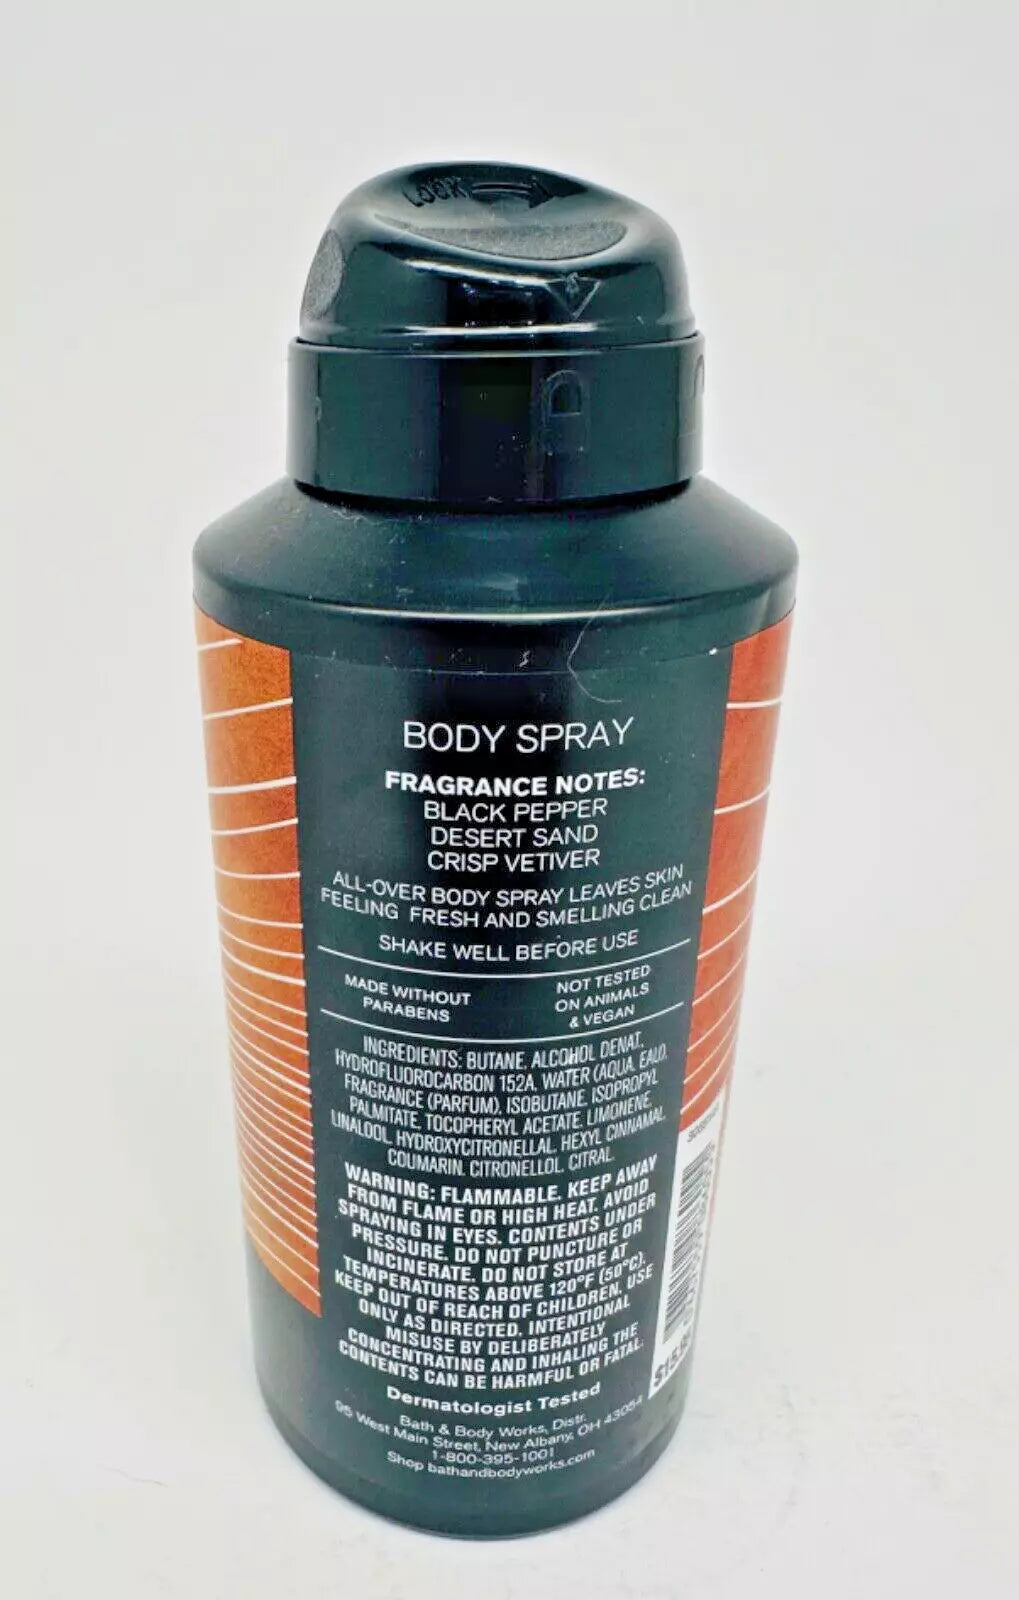 LOCK
BODY SPRAY
FRAGRANCE NOTES:
BLACK PEPPER
DESERT SAND
CRISP VETIVER
ALL-OVER BODY SPRAY LEAVES SKIN
FEELING FRESH AND SMELLING CLEAN
SHAKE WELL BEFORE USE
MADE WITHOUT
PARABENS
NOT TESTED
ON ANIMALS
& VEGAN
INGREDIENTS: BUTANE, ALCOHOL DENAT.,
HYDROFLUOROCARBON 152A, WATER (AQUA, EAU),
FRAGRANCE (PARFUM), ISOBUTANE, ISOPROPYL
PALMITATE, TOCOPHERYL ACETATE, LIMONENE,
LINALOOL, HYDROXYCITRONELLAL, HEXYL CINNAMAL,
COUMARIN, CITRONELLOL, CITRAL.
WARNING: FLAMMABLE. KEEP AWAY
FROM FLAME OR HIGH HEAT. AVOID
SPRAYING IN EYES. CONTENTS UNDER
PRESSURE. DO NOT PUNCTURE OR
INCINERATE. DO NOT STORE AT
TEMPERATURES ABOVE 120°F (50°C).
KEEP OUT OF REACH OF CHILDREN. USE
ONLY AS DIRECTED. INTENTIONAL
MISUSE BY DELIBERATELY
CONCENTRATING AND INHALING THE
CONTENTS CAN BE HARMFUL OR FATAL.
Dermatologist Tested
Bath & Body Works, Distr.
95 West Main Street, New Albany, OH 43054
1-800-395-1001
Shop bathandbodyworks.com